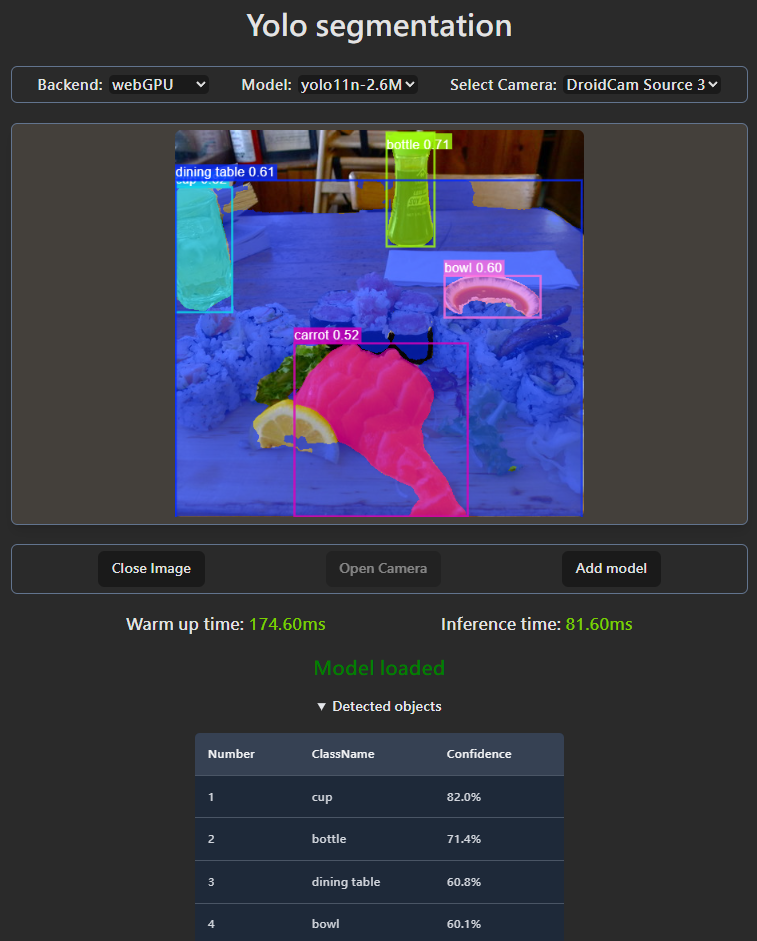 Yolo segmentation
Backend: webGPU Model: yolo11n-2.6M Select Camera: DroidCam Source 3
bottle 0.71
dining table 0.61
cup 0.82
bowl 0.60
carrot 0.52
Close Image Open Camera Add model
Warm up time: 174.60ms Inference time: 81.60ms
Model loaded
▼ Detected objects
Number ClassName Confidence
1 cup 82.0%
2 bottle 71.4%
3 dining table 60.8%
4 bowl 60.1%